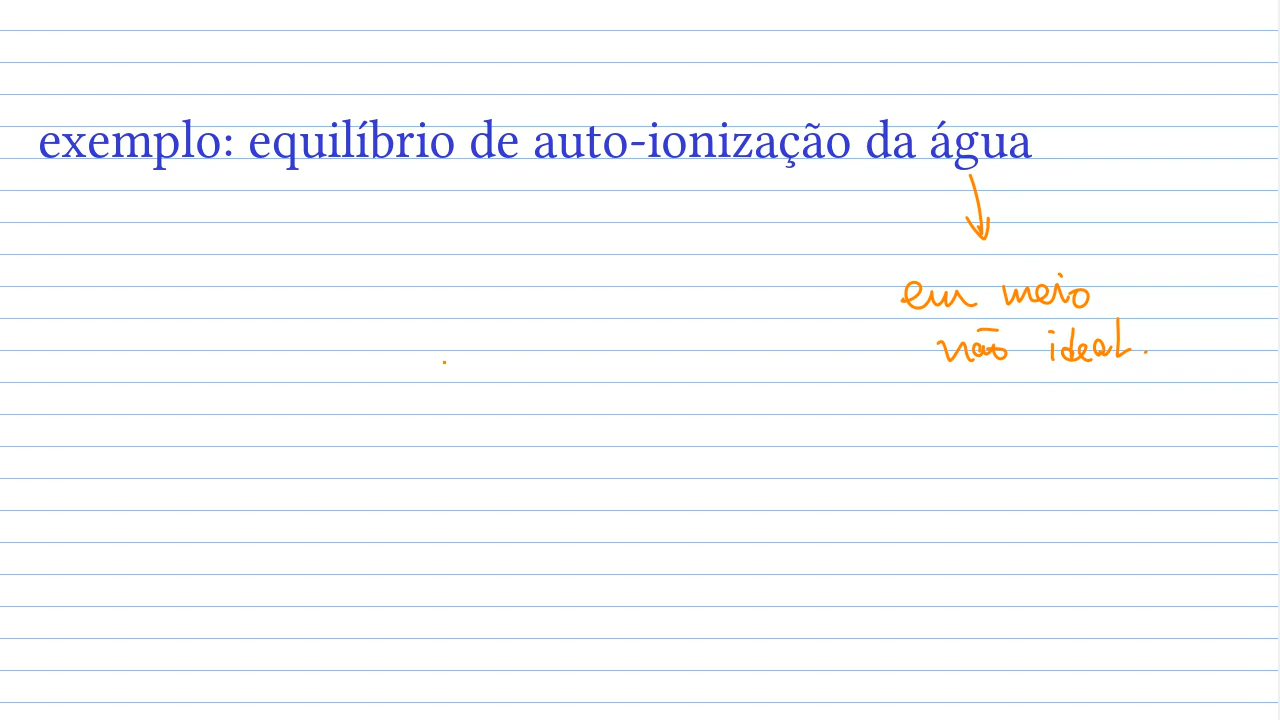 exemplo: equilíbrio de auto-ionização da água
em meio
não ideal.